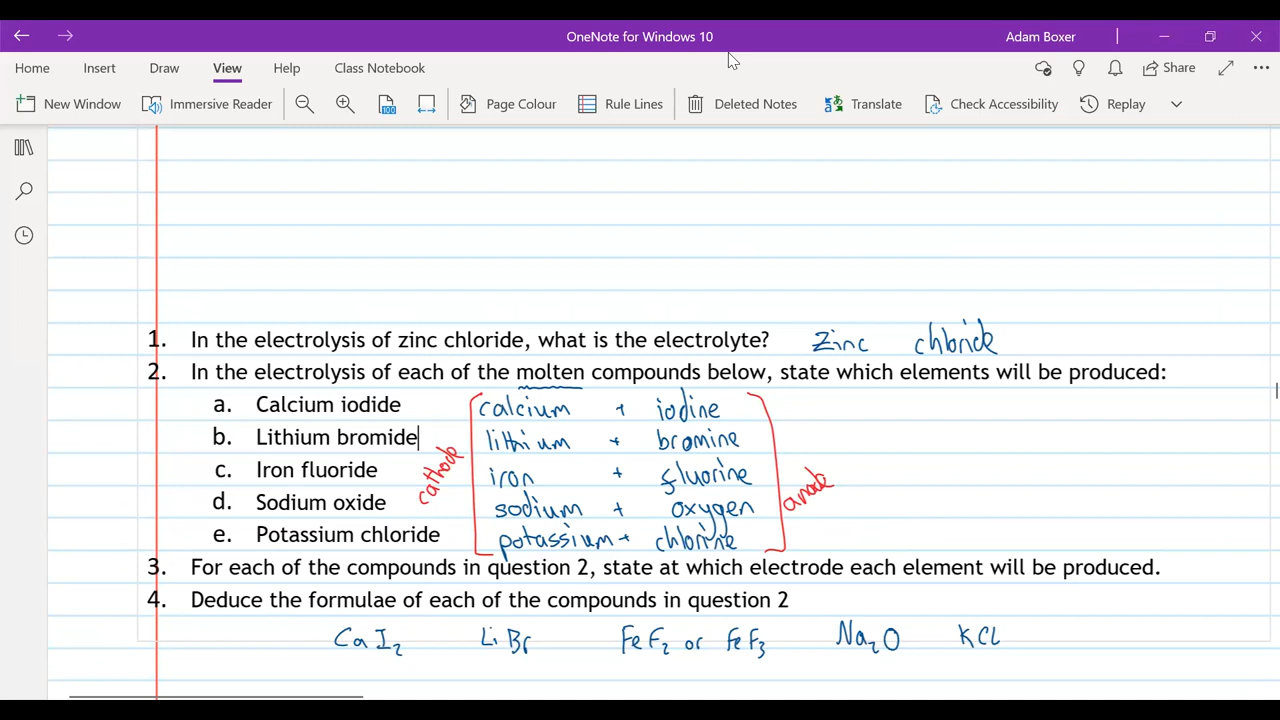 OneNote for Windows 10
Adam Boxer
Home Insert Draw View Help Class Notebook Share
New Window Immersive Reader 100 Page Colour Rule Lines Deleted Notes Translate Check Accessibility Replay
1. In the electrolysis of zinc chloride, what is the electrolyte? Zinc chloride
2. In the electrolysis of each of the molten compounds below, state which elements will be produced:
a. Calcium iodide calcium + iodine
b. Lithium bromide lithium + bromine
cathode
c. Iron fluoride iron + fluorine
anode
d. Sodium oxide sodium + oxygen
e. Potassium chloride potassium + chlorine
3. For each of the compounds in question 2, state at which electrode each element will be produced.
4. Deduce the formulae of each of the compounds in question 2
CaI₂ LiBr FeF₂ or FeF₃ Na₂O KCl